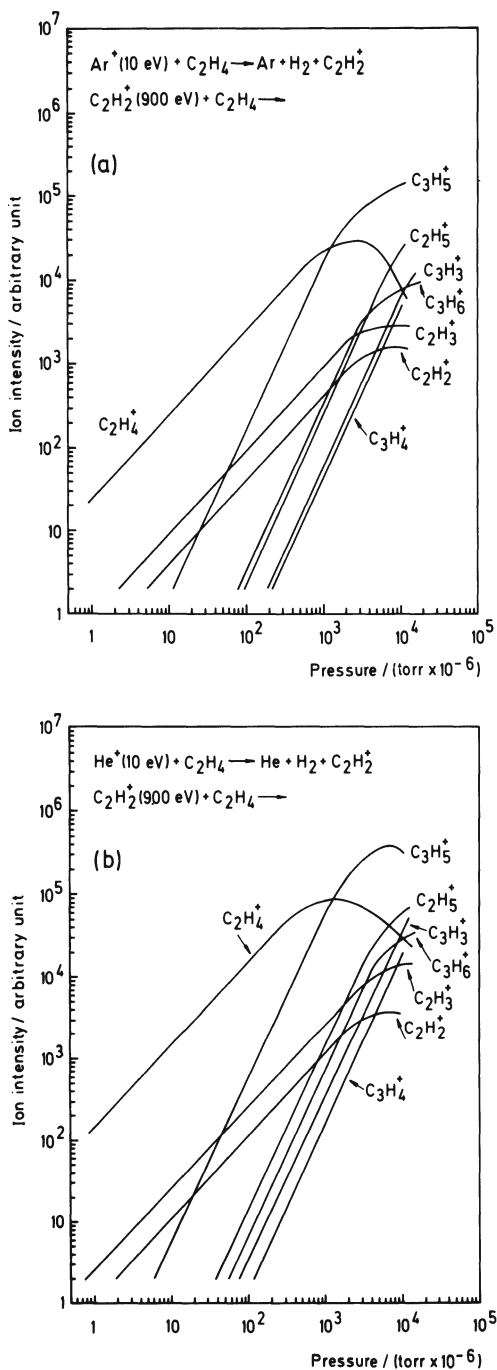 10⁷
Ar⁺(10 eV) + C₂H₄ → Ar + H₂ + C₂H₂⁺
10⁶
C₂H₂⁺(900 eV) + C₂H₄ →
(a)
10⁵
C₃H₅⁺
C₂H₅⁺
C₃H₃⁺
10⁴
C₃H₆⁺
C₂H₃⁺
10³
C₂H₂⁺
C₂H₄⁺
C₃H₄⁺
10²
10
1
Ion intensity / arbitrary unit
1 10 10² 10³ 10⁴ 10⁵
Pressure / (torr x 10⁻⁶)
10⁷
He⁺(10 eV) + C₂H₄ → He + H₂ + C₂H₂⁺
10⁶
C₂H₂⁺(900 eV) + C₂H₄ →
(b)
C₃H₅⁺
10⁵
C₂H₅⁺
C₂H₄⁺
C₃H₃⁺
C₃H₆⁺
10⁴
C₂H₃⁺
C₂H₂⁺
10³
C₃H₄⁺
10²
10
1
Ion intensity / arbitrary unit
1 10 10² 10³ 10⁴ 10⁵
Pressure / (torr x 10⁻⁶)